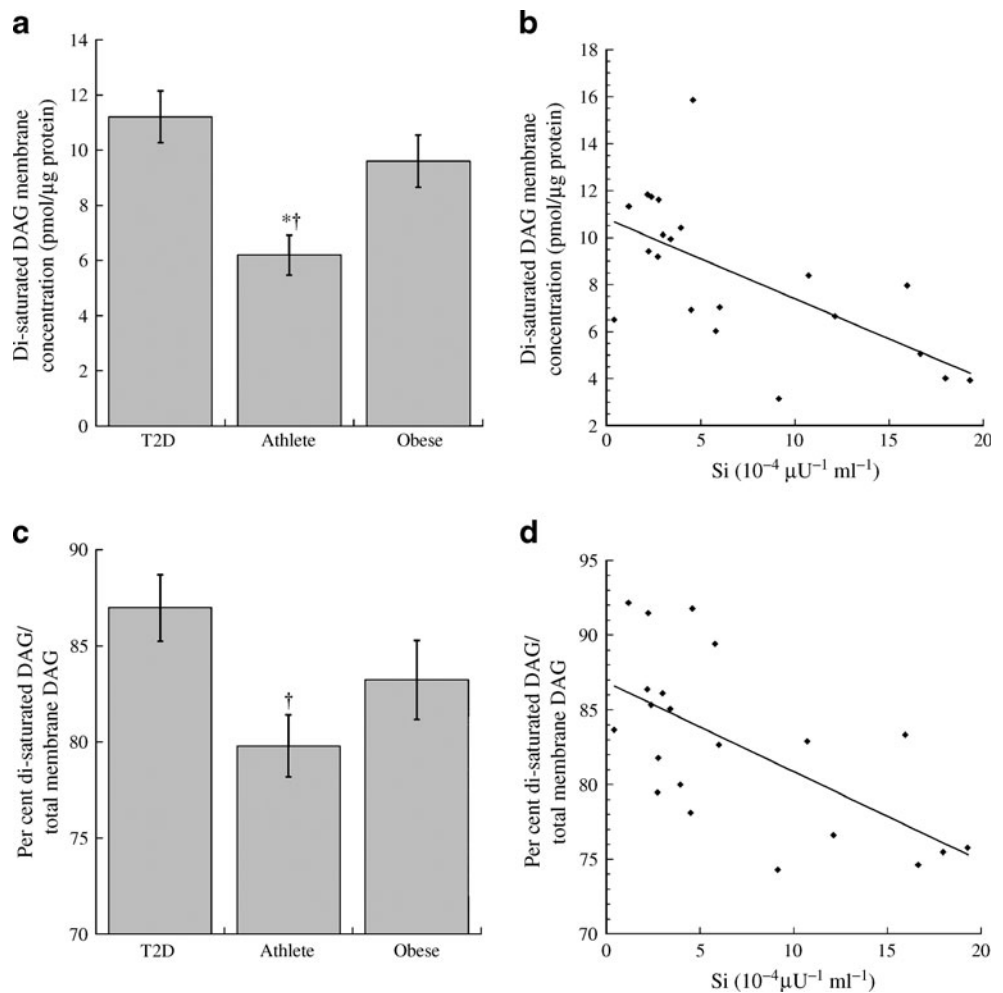 a
Di-saturated DAG membrane
concentration (pmol/µg protein)
14
12
10
8
6
4
2
0
*†
T2D Athlete Obese
b
Di-saturated DAG membrane
concentration (pmol/µg protein)
18
16
14
12
10
8
6
4
2
0 5 10 15 20
Si (10⁻⁴ µU⁻¹ ml⁻¹)
c
Per cent di-saturated DAG/
total membrane DAG
90
85
80
75
70
†
T2D Athlete Obese
d
Per cent di-saturated DAG/
total membrane DAG
95
90
85
80
75
70
0 5 10 15 20
Si (10⁻⁴µU⁻¹ ml⁻¹)